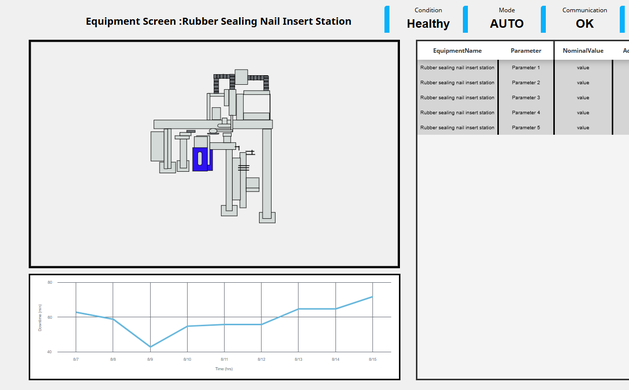 Equipment Screen :Rubber Sealing Nail Insert Station
Condition
Healthy
Mode
AUTO
Communication
OK
EquipmentName Parameter NominalValue
Rubber sealing nail insert station Parameter 1 value
Rubber sealing nail insert station Parameter 2 value
Rubber sealing nail insert station Parameter 3 value
Rubber sealing nail insert station Parameter 4 value
Rubber sealing nail insert station Parameter 5 value
8/7 8/8 8/9 8/10 8/11 8/12 8/13 8/14 8/15
Time (hrs)